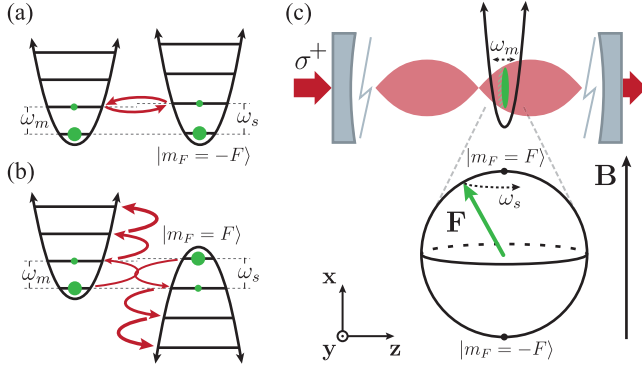 (a)
ω_m
ω_s
|m_F = −F⟩
(b)
|m_F = F⟩
ω_m
ω_s
(c)
σ⁺
ω_m
|m_F = F⟩
B
ω_s
F
x
y
z
|m_F = −F⟩